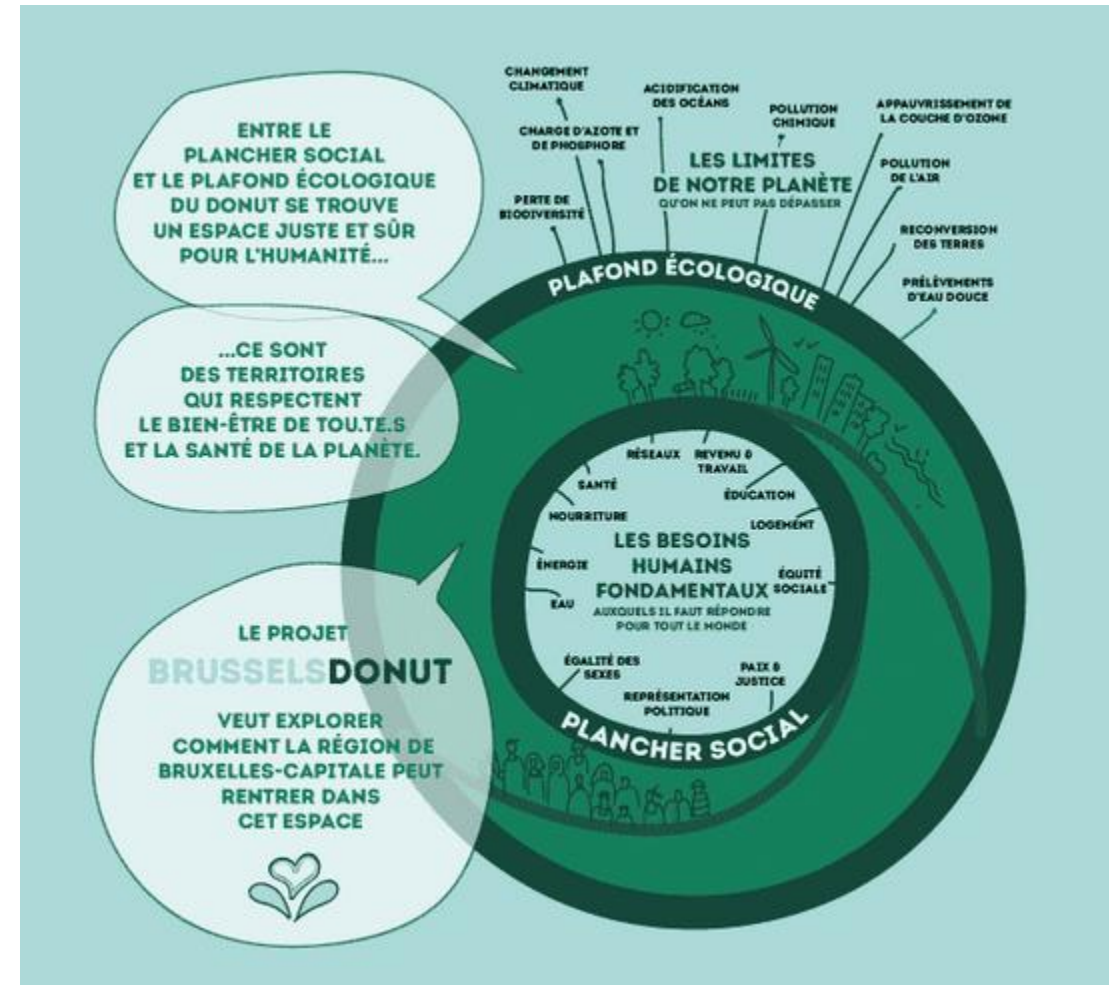 ENTRE LE
PLANCHER SOCIAL
ET LE PLAFOND ÉCOLOGIQUE
DU DONUT SE TROUVE
UN ESPACE JUSTE ET SÛR
POUR L'HUMANITÉ...
...CE SONT
DES TERRITOIRES
QUI RESPECTENT
LE BIEN-ÊTRE DE TOU.TE.S
ET LA SANTÉ DE LA PLANÈTE.
LE PROJET
BRUSSELSDONUT
VEUT EXPLORER
COMMENT LA RÉGION DE
BRUXELLES-CAPITALE PEUT
RENTRER DANS
CET ESPACE
CHANGEMENT
CLIMATIQUE
CHARGE D'AZOTE ET
DE PHOSPHORE
PERTE DE
BIODIVERSITÉ
ACIDIFICATION
DES OCÉANS
POLLUTION
CHIMIQUE
LES LIMITES
DE NOTRE PLANÈTE
QU'ON NE PEUT PAS DÉPASSER
APPAUVRISSEMENT DE
LA COUCHE D'OZONE
POLLUTION
DE L'AIR
RECONVERSION
DES TERRES
PRÉLÈVEMENTS
D'EAU DOUCE
PLAFOND ÉCOLOGIQUE
RÉSEAUX
REVENU &
TRAVAIL
SANTÉ
ÉDUCATION
NOURRITURE
LOGEMENT
ÉNERGIE
EAU
LES BESOINS
HUMAINS
FONDAMENTAUX
AUXQUELS IL FAUT RÉPONDRE
POUR TOUT LE MONDE
ÉQUITÉ
SOCIALE
ÉGALITÉ DES
SEXES
REPRÉSENTATION
POLITIQUE
PAIX &
JUSTICE
PLANCHER SOCIAL